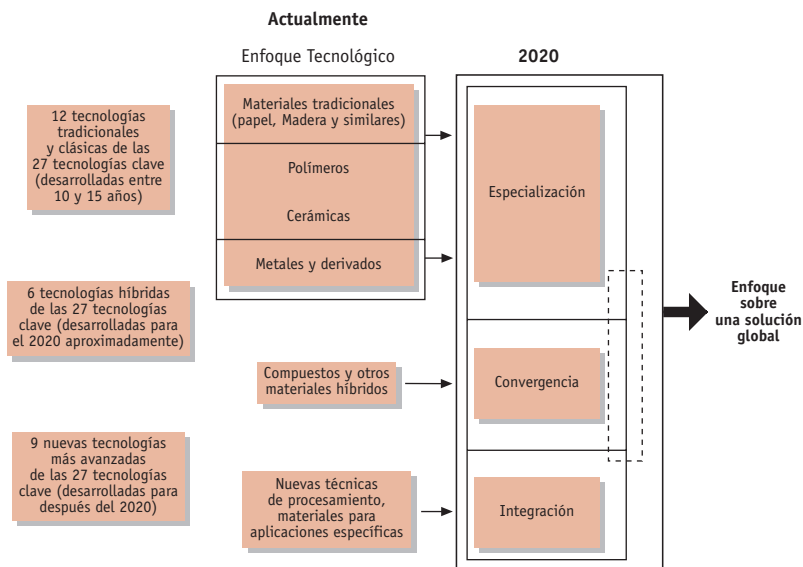 Actualmente
Enfoque Tecnológico
2020
12 tecnologías
tradicionales
y clásicas de las
27 tecnologías clave
(desarrolladas entre
10 y 15 años)
Materiales tradicionales
(papel, Madera y similares)
Polímeros
Cerámicas
Metales y derivados
Especialización
6 tecnologías híbridas
de las 27 tecnologías
clave (desarrolladas para
el 2020 aproximadamente)
Compuestos y otros
materiales híbridos
Convergencia
Enfoque
sobre
una solución
global
9 nuevas tecnologías
más avanzadas
de las 27 tecnologías
clave (desarrolladas para
después del 2020)
Nuevas técnicas
de procesamiento,
materiales para
aplicaciones específicas
Integración